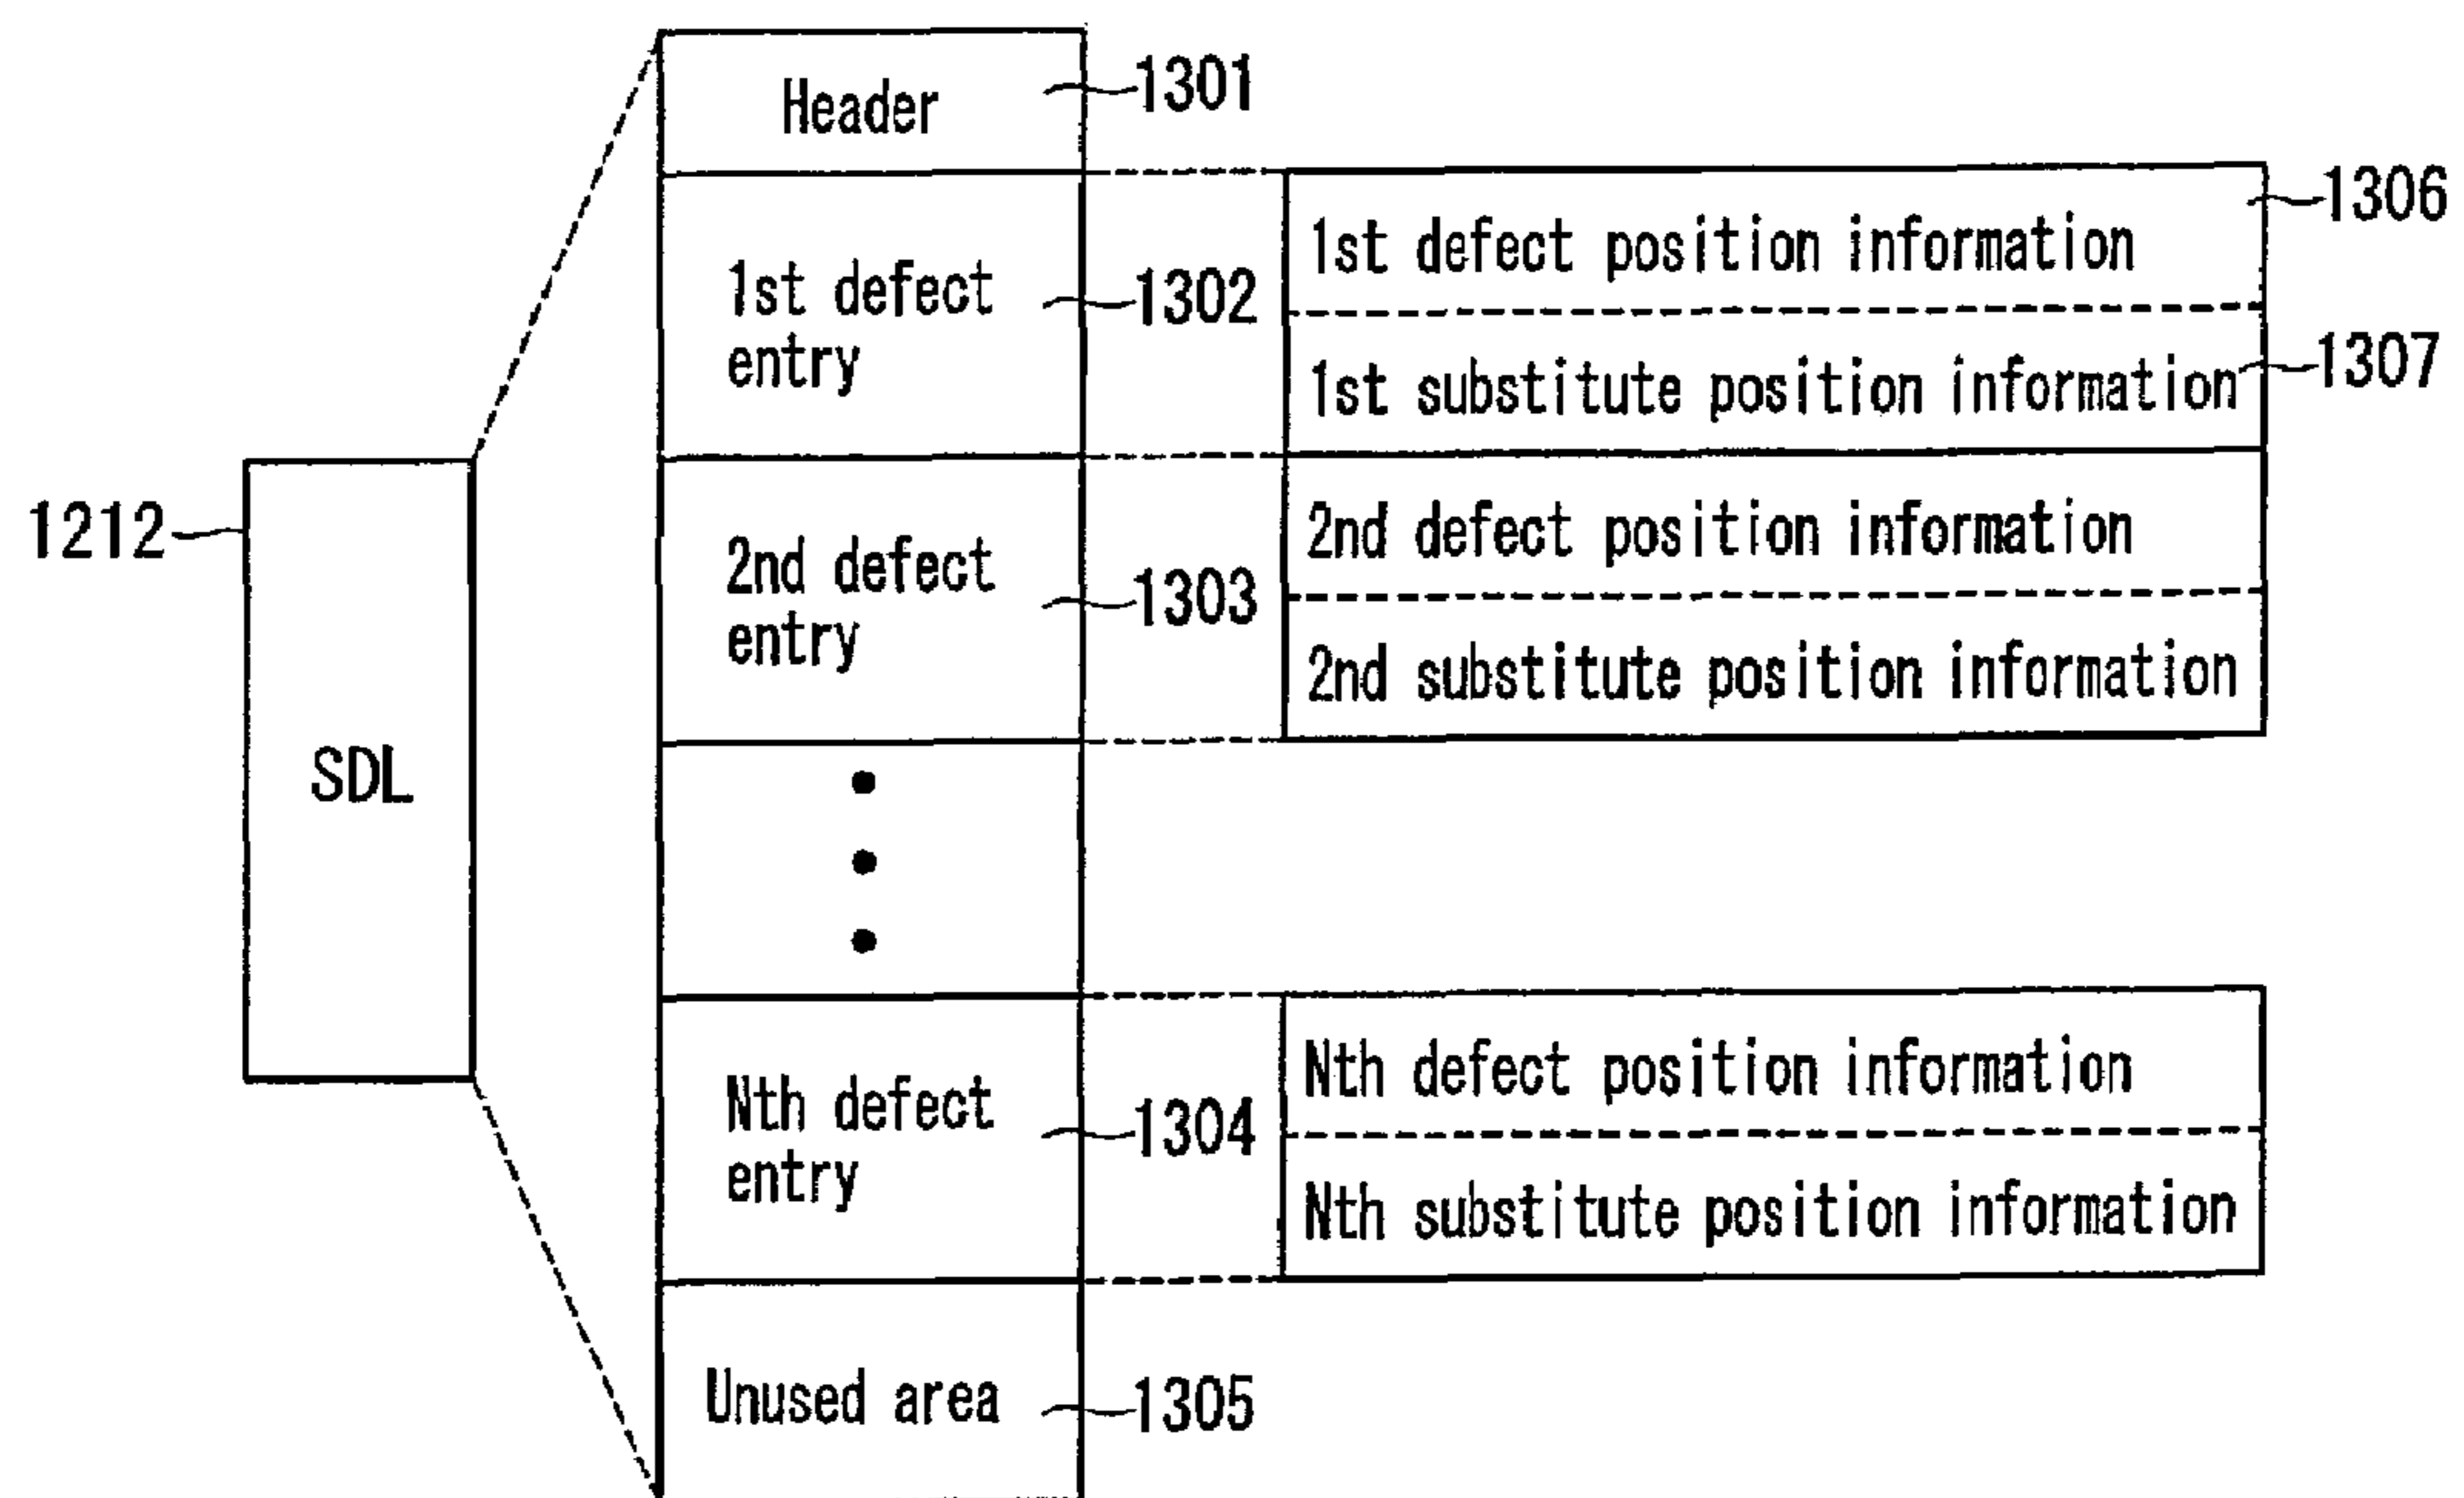 Header
1301
1306
1st defect position information
1st defect
entry
1302
1st substitute position information
1307
1212
2nd defect position information
2nd defect
entry
1303
2nd substitute position information
SDL
Nth defect position information
Nth defect
entry
1304
Nth substitute position information
Unused area
1305